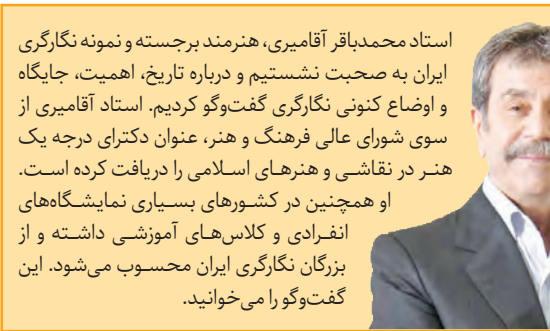 استاد محمدباقر آقامیری، هنرمند برجسته و نمونه نگارگری
ایران به صحبت نشستیم و درباره تاریخ، اهمیت، جایگاه
و اوضاع کنونی نگارگری گفت‌وگو کردیم. استاد آقامیری از
سوی شورای عالی فرهنگ و هنر، عنوان دکترای درجه یک
هنر در نقاشی و هنرهای اسلامی را دریافت کرده است.
او همچنین در کشورهای بسیاری نمایشگاه‌های
انفرادی و کلاس‌های آموزشی داشته و از
بزرگان نگارگری ایران محسوب می‌شود. این
گفت‌وگو را می‌خوانید.